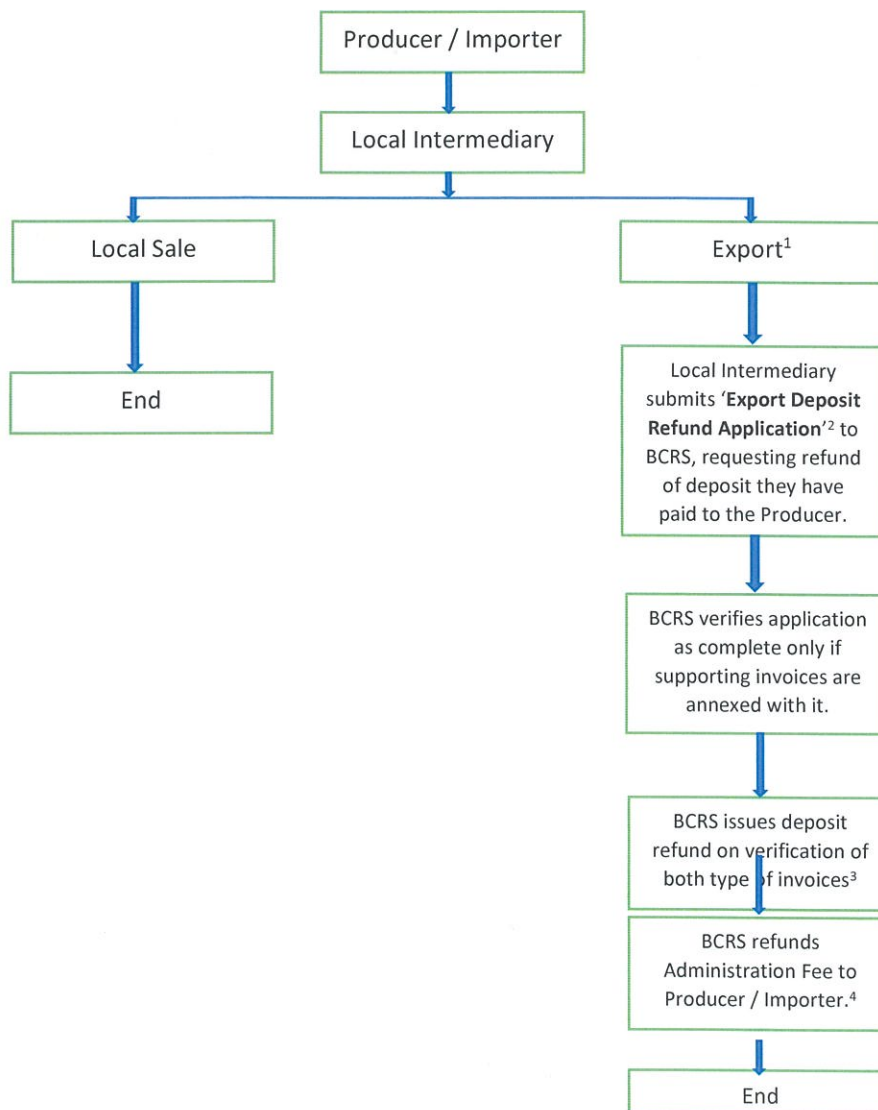 Producer / Importer
Local Intermediary
Local Sale
Export¹
End
Local Intermediary
submits ‘Export Deposit
Refund Application’² to
BCRS, requesting refund
of deposit they have
paid to the Producer.
BCRS verifies application
as complete only if
supporting invoices are
annexed with it.
BCRS issues deposit
refund on verification of
both type of invoices³
BCRS refunds
Administration Fee to
Producer / Importer.⁴
End